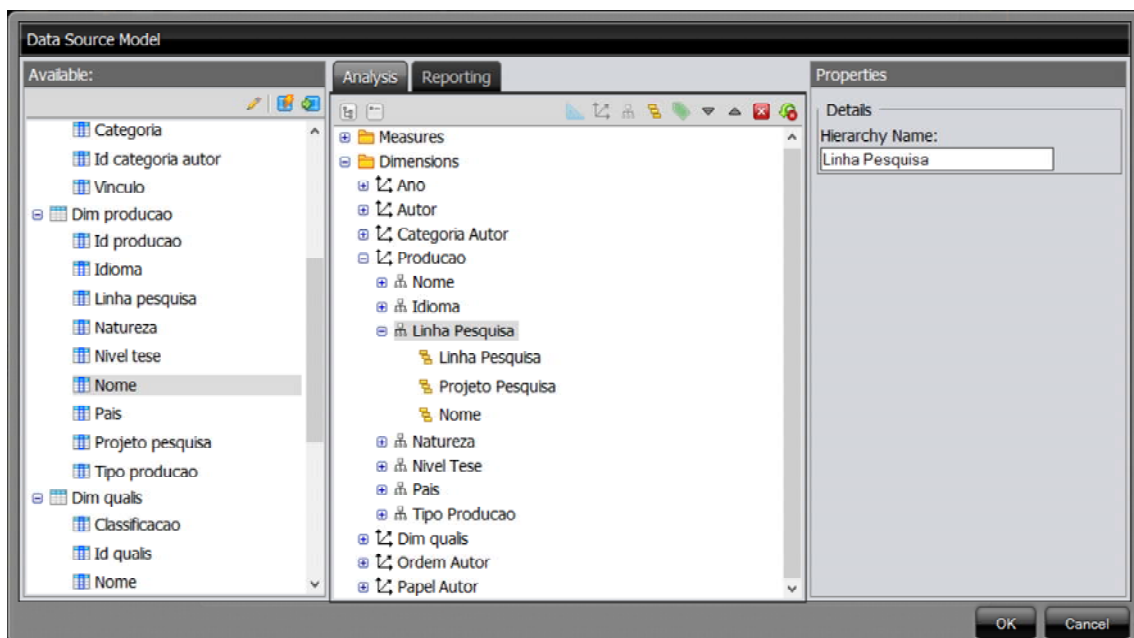 Data Source Model
Available:
Categoria
Id categoria autor
Vinculo
Dim producao
Id producao
Idioma
Linha pesquisa
Natureza
Nivel tese
Nome
Pais
Projeto pesquisa
Tipo producao
Dim qualis
Classificacao
Id qualis
Nome
Analysis
Reporting
Measures
Dimensions
Ano
Autor
Categoria Autor
Producao
Nome
Idioma
Linha Pesquisa
Linha Pesquisa
Projeto Pesquisa
Nome
Natureza
Nivel Tese
Pais
Tipo Producao
Dim qualis
Ordem Autor
Papel Autor
Properties
Details
Hierarchy Name:
Linha Pesquisa
OK
Cancel